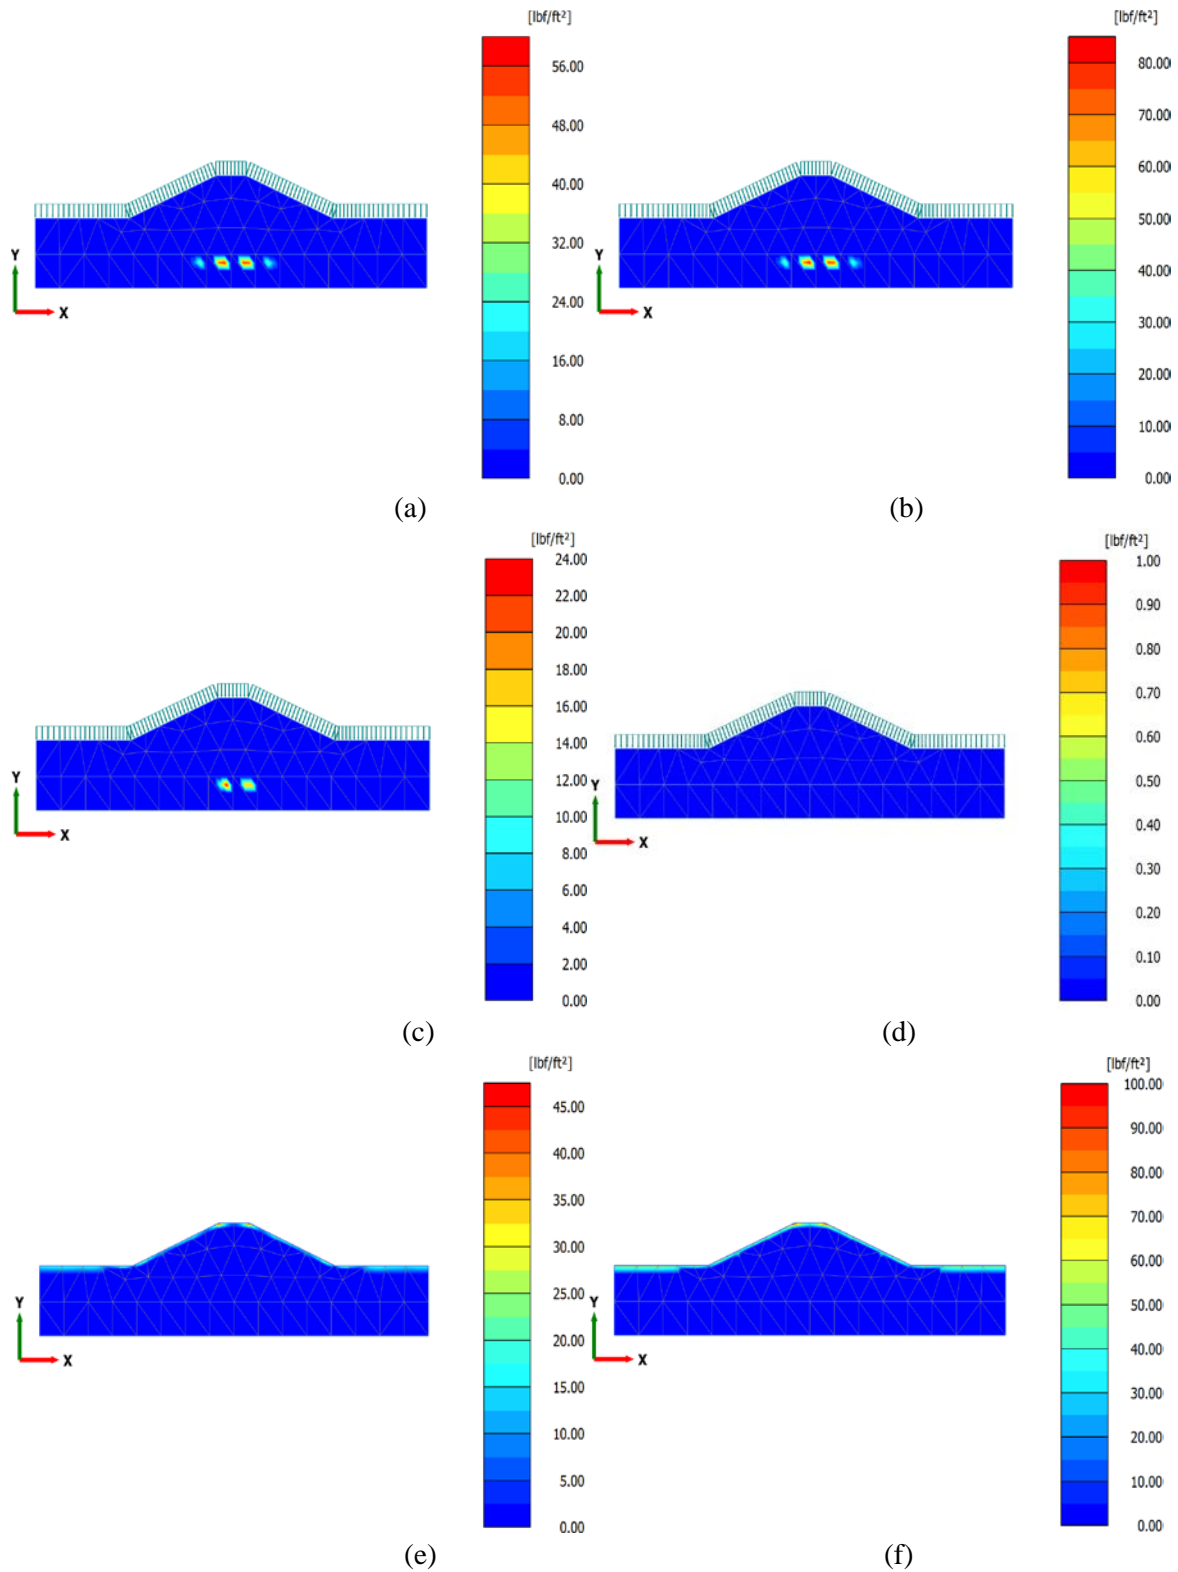 [lbf/ft²]
56.00
48.00
40.00
32.00
24.00
16.00
8.00
0.00
Y
X
(a)
[lbf/ft²]
80.00
70.00
60.00
50.00
40.00
30.00
20.00
10.00
0.00
Y
X
(b)
[lbf/ft²]
24.00
22.00
20.00
18.00
16.00
14.00
12.00
10.00
8.00
6.00
4.00
2.00
0.00
Y
X
(c)
[lbf/ft²]
1.00
0.90
0.80
0.70
0.60
0.50
0.40
0.30
0.20
0.10
0.00
Y
X
(d)
[lbf/ft²]
45.00
40.00
35.00
30.00
25.00
20.00
15.00
10.00
5.00
0.00
Y
X
(e)
[lbf/ft²]
100.00
90.00
80.00
70.00
60.00
50.00
40.00
30.00
20.00
10.00
0.00
Y
X
(f)